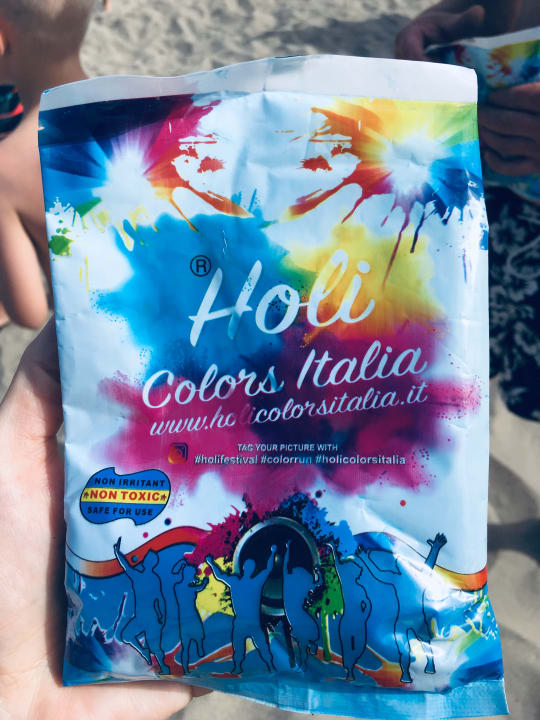 ®
Holi
Colors Italia
www.holicolorsitalia.it
TAG YOUR PICTURE WITH
#holifestival #colorrun #holicolorsitalia
NON IRRITANT
NON TOXIC
SAFE FOR USE